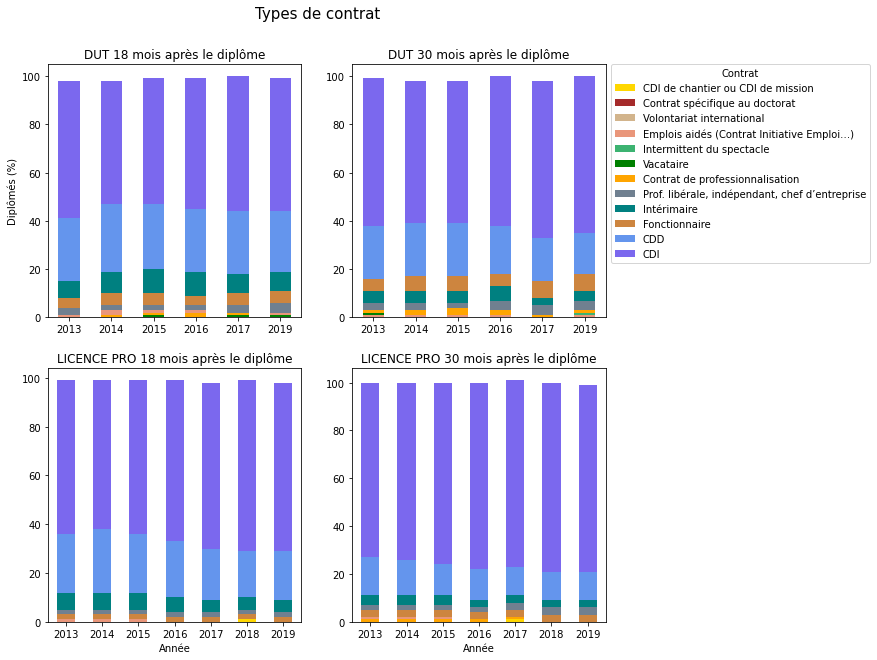 Types de contrat
DUT 18 mois après le diplôme
100
80
60
40
20
0
Diplômés (%)
2013 2014 2015 2016 2017 2019
DUT 30 mois après le diplôme
100
80
60
40
20
0
2013 2014 2015 2016 2017 2019
Contrat
CDI de chantier ou CDI de mission
Contrat spécifique au doctorat
Volontariat international
Emplois aidés (Contrat Initiative Emploi...)
Intermittent du spectacle
Vacataire
Contrat de professionnalisation
Prof. libérale, indépendant, chef d’entreprise
Intérimaire
Fonctionnaire
CDD
CDI
LICENCE PRO 18 mois après le diplôme
100
80
60
40
20
0
2013 2014 2015 2016 2017 2018 2019
Année
LICENCE PRO 30 mois après le diplôme
100
80
60
40
20
0
2013 2014 2015 2016 2017 2018 2019
Année